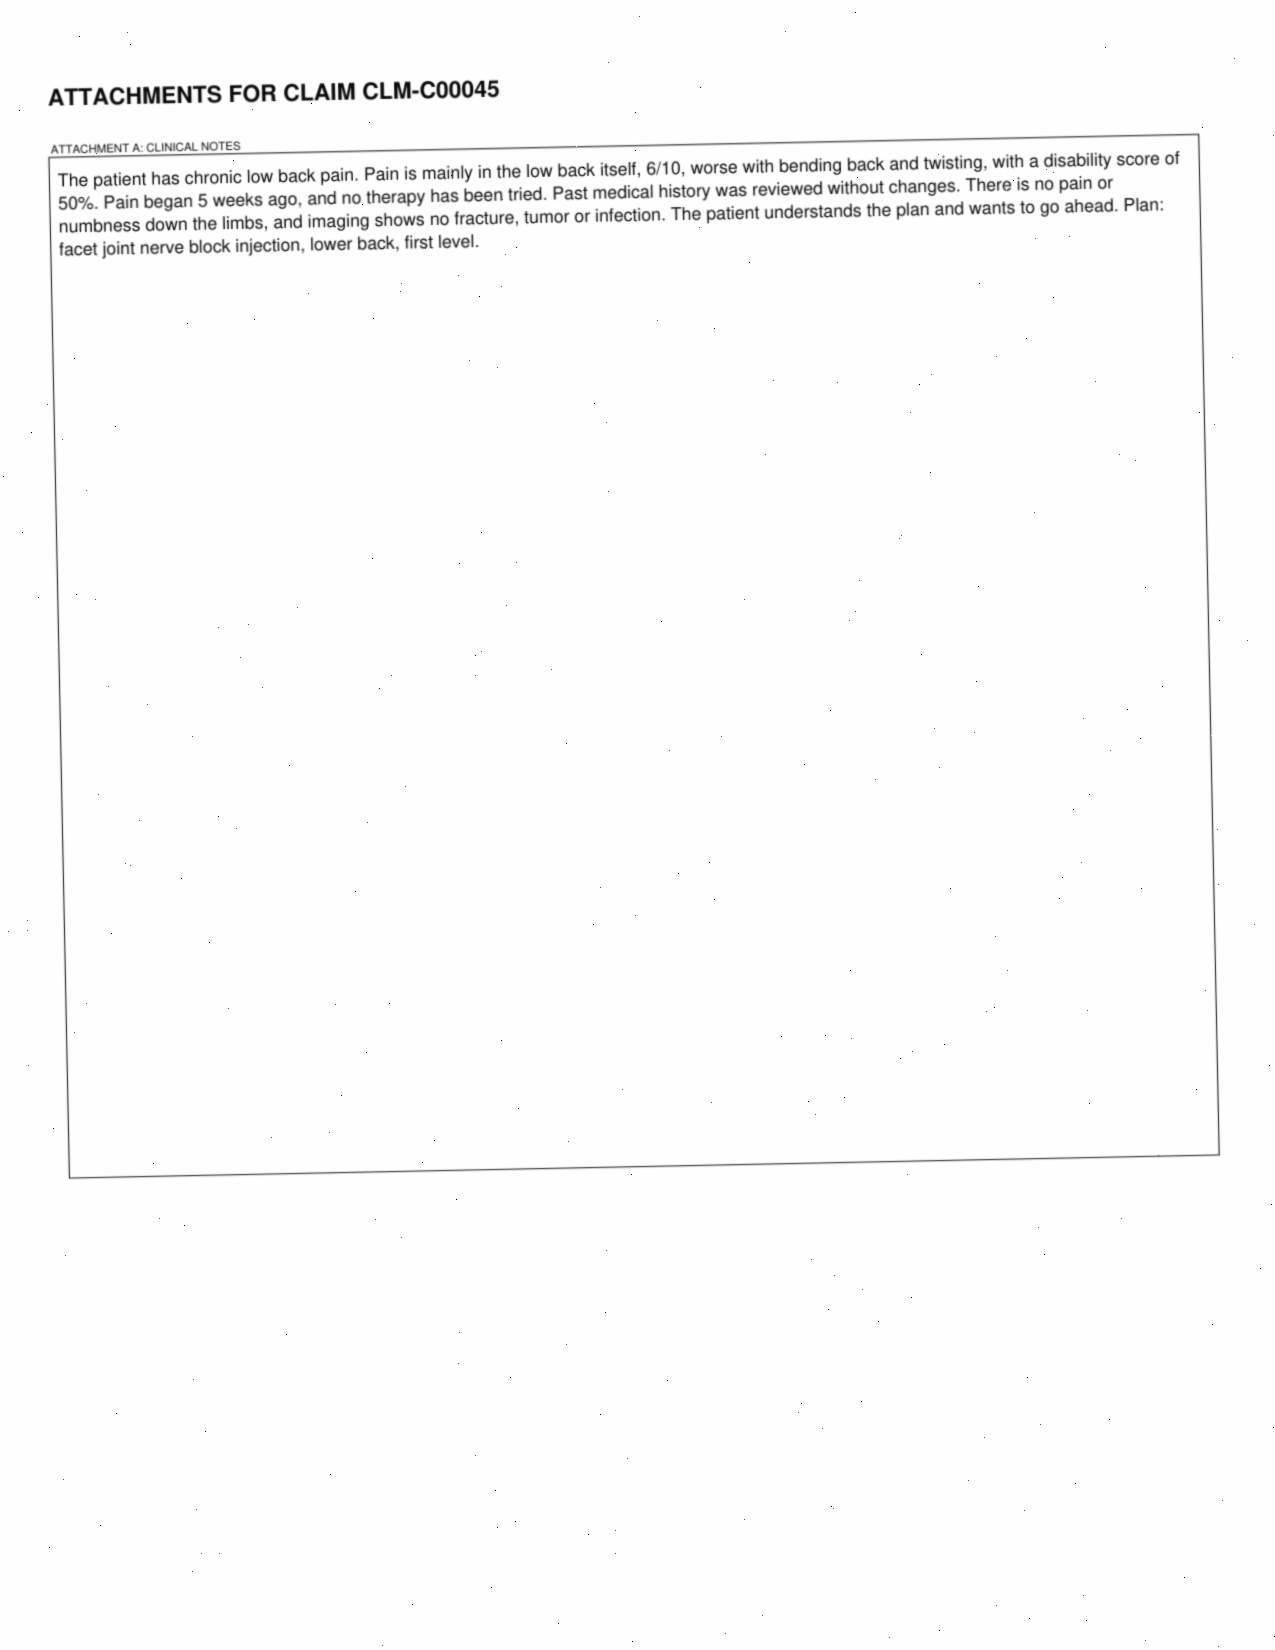 ATTACHMENTS FOR CLAIM CLM-C00045
ATTACHMENT A: CLINICAL NOTES
The patient has chronic low back pain. Pain is mainly in the low back itself, 6/10, worse with bending back and twisting, with a disability score of
50%. Pain began 5 weeks ago, and no therapy has been tried. Past medical history was reviewed without changes. There is no pain or
numbness down the limbs, and imaging shows no fracture, tumor or infection. The patient understands the plan and wants to go ahead. Plan:
facet joint nerve block injection, lower back, first level.